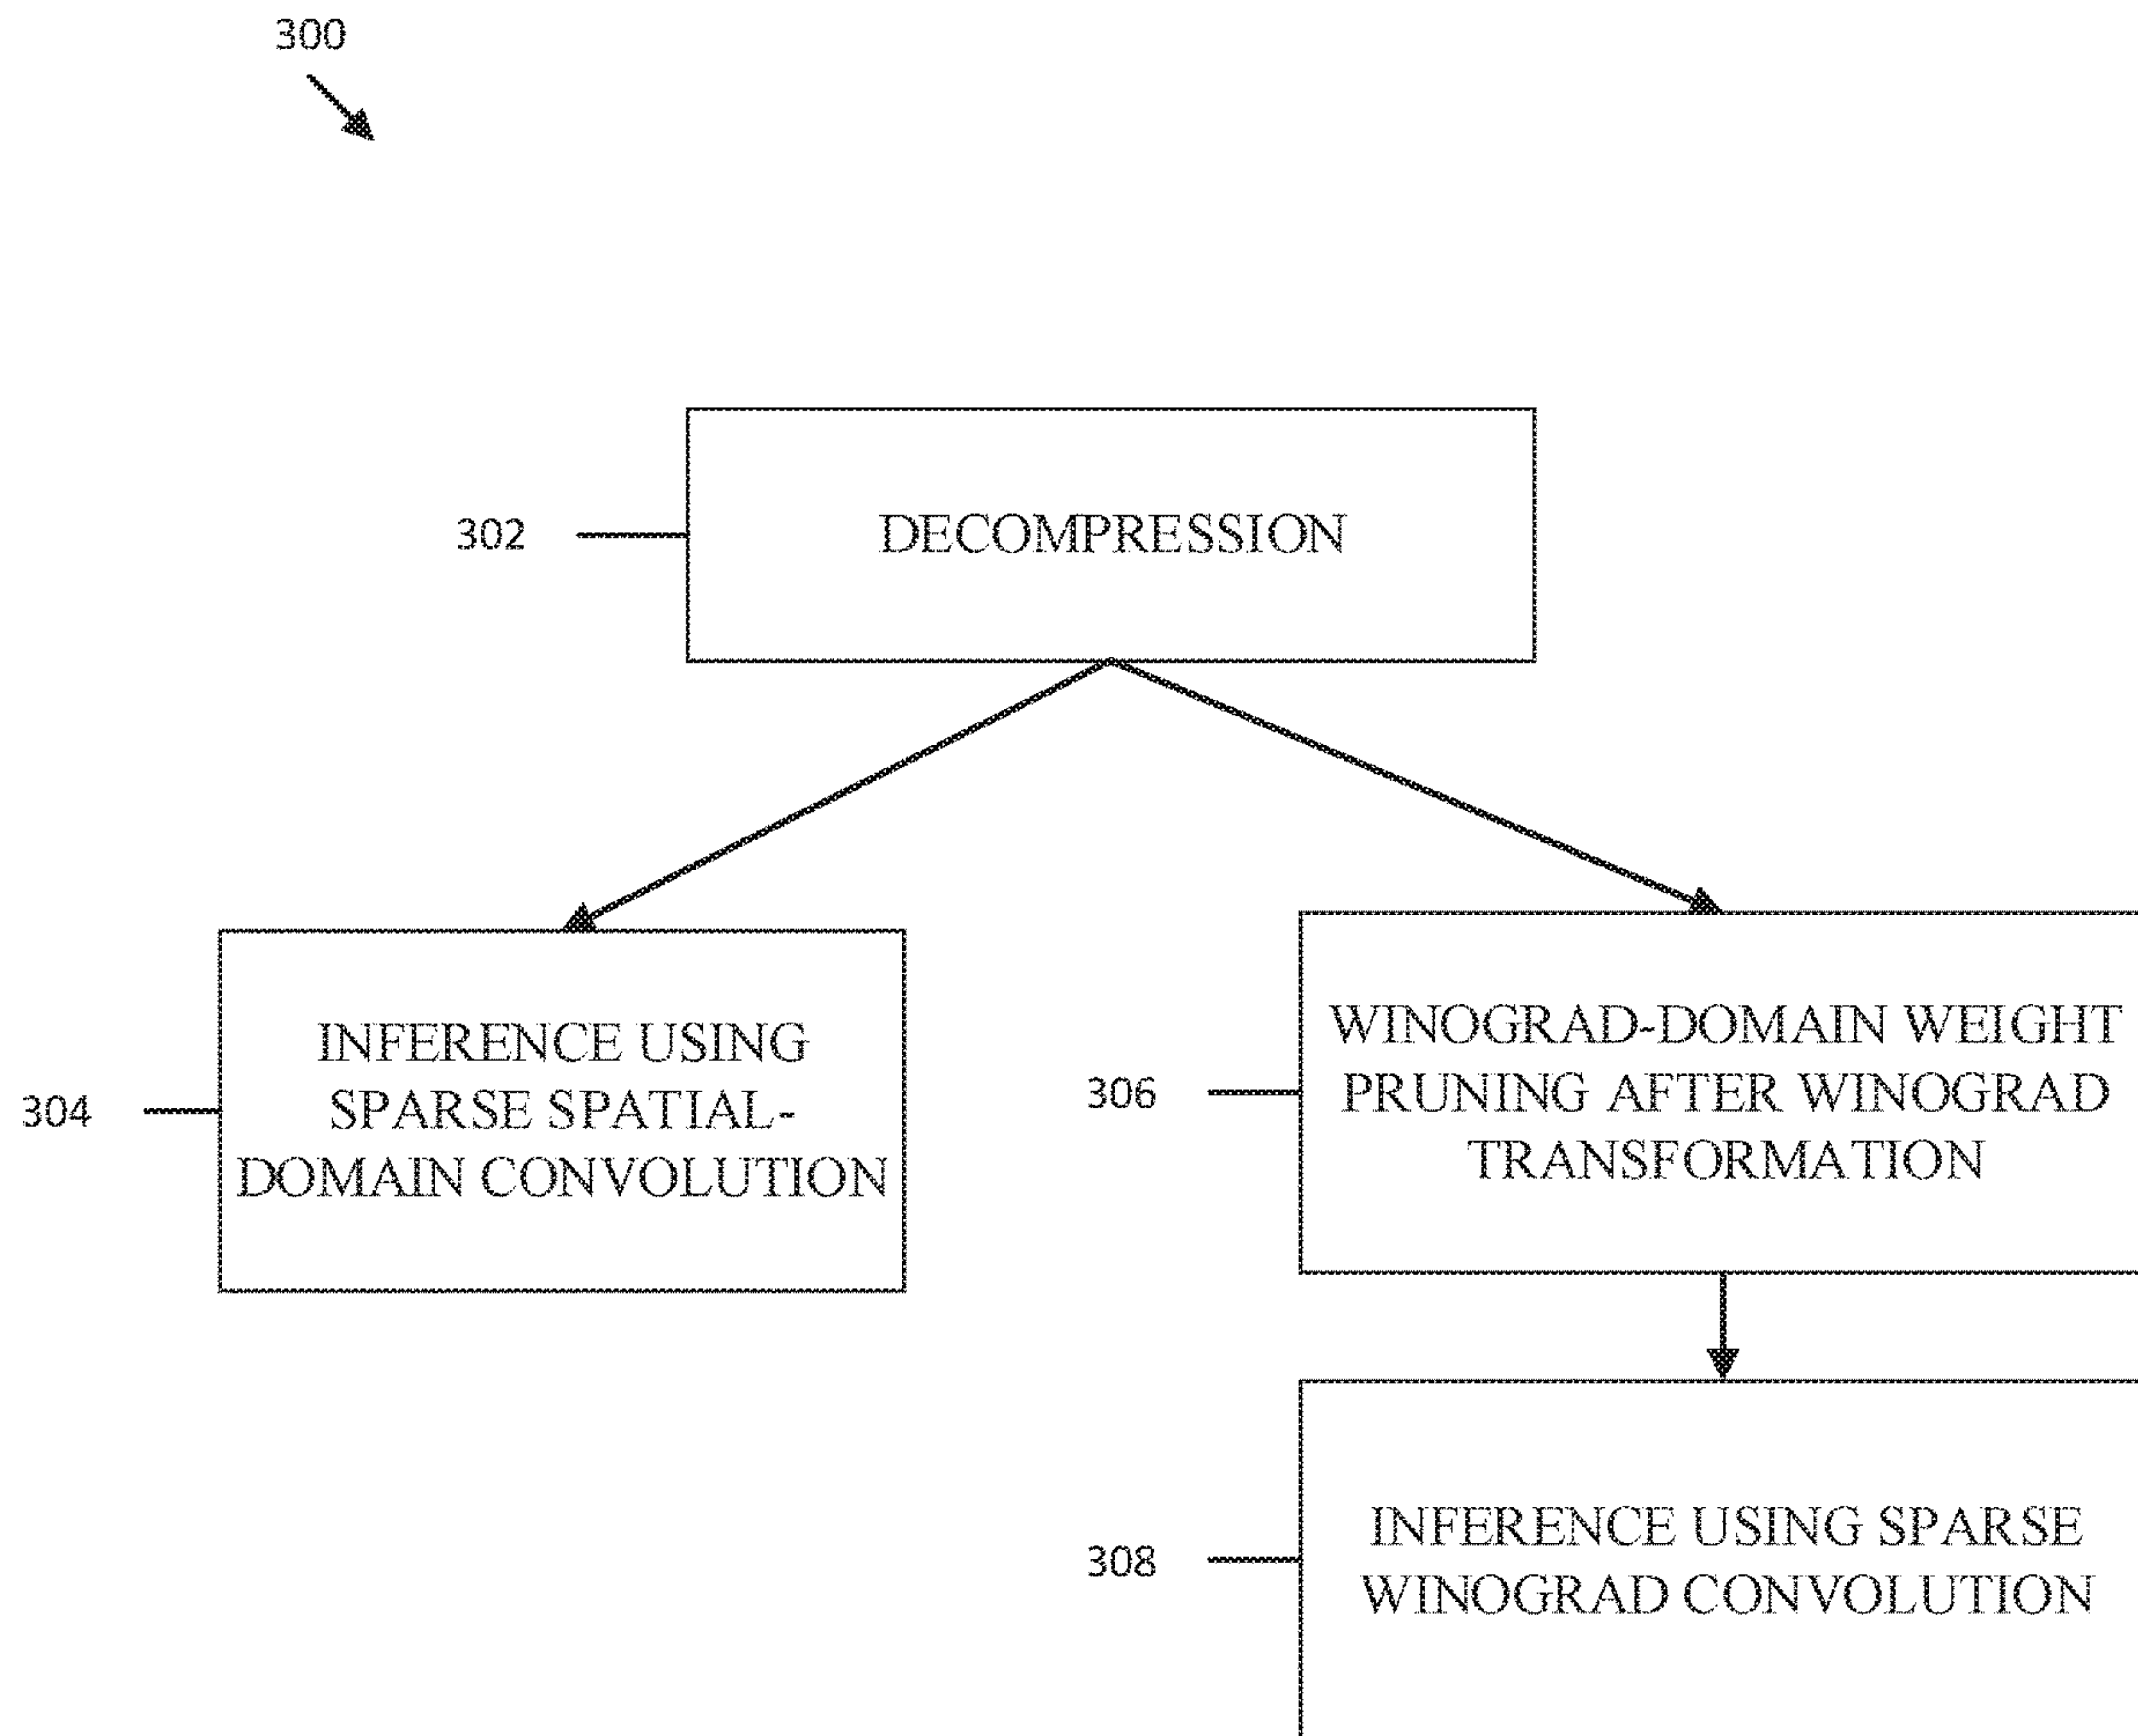 300
302
DECOMPRESSION
304
INFERENCE USING
SPARSE SPATIAL-
DOMAIN CONVOLUTION
306
WINOGRAD-DOMAIN WEIGHT
PRUNING AFTER WINOGRAD
TRANSFORMATION
308
INFERENCE USING SPARSE
WINOGRAD CONVOLUTION